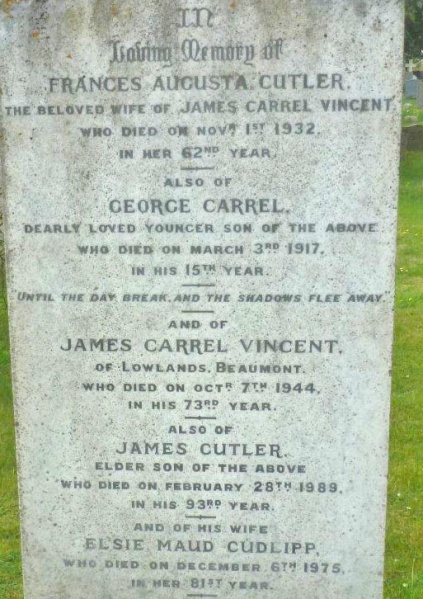 IN
Loving Memory of
FRANCES AUGUSTA CUTLER,
THE BELOVED WIFE OF JAMES CARREL VINCENT,
WHO DIED ON NOVR 1ST 1932,
IN HER 62ND YEAR.
ALSO OF
GEORGE CARREL,
DEARLY LOVED YOUNGER SON OF THE ABOVE
WHO DIED ON MARCH 3RD 1917,
IN HIS 15TH YEAR.
"UNTIL THE DAY BREAK, AND THE SHADOWS FLEE AWAY."
AND OF
JAMES CARREL VINCENT,
OF LOWLANDS, BEAUMONT.
WHO DIED ON OCTR 7TH 1944,
IN HIS 73RD YEAR.
ALSO OF
JAMES CUTLER,
ELDER SON OF THE ABOVE
WHO DIED ON FEBRUARY 28TH 1989,
IN HIS 93RD YEAR.
AND OF HIS WIFE
ELSIE MAUD CUDLIPP,
WHO DIED ON DECEMBER 6TH 1975,
IN HER 81ST YEAR.